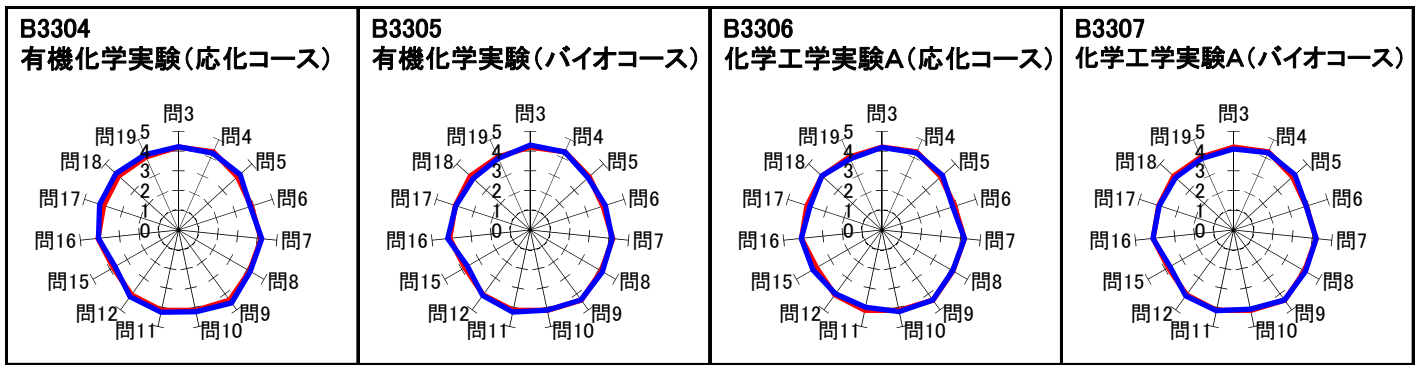 B3304
有機化学実験(応化コース)
問3
問4
問5
問6
問7
問8
問9
問10
問11
問12
問15
問16
問17
問18
問19
5
4
3
2
1
0
B3305
有機化学実験(バイオコース)
問3
問4
問5
問6
問7
問8
問9
問10
問11
問12
問15
問16
問17
問18
問19
5
4
3
2
1
0
B3306
化学工学実験A(応化コース)
問3
問4
問5
問6
問7
問8
問9
問10
問11
問12
問15
問16
問17
問18
問19
5
4
3
2
1
0
B3307
化学工学実験A(バイオコース)
問3
問4
問5
問6
問7
問8
問9
問10
問11
問12
問15
問16
問17
問18
問19
5
4
3
2
1
0